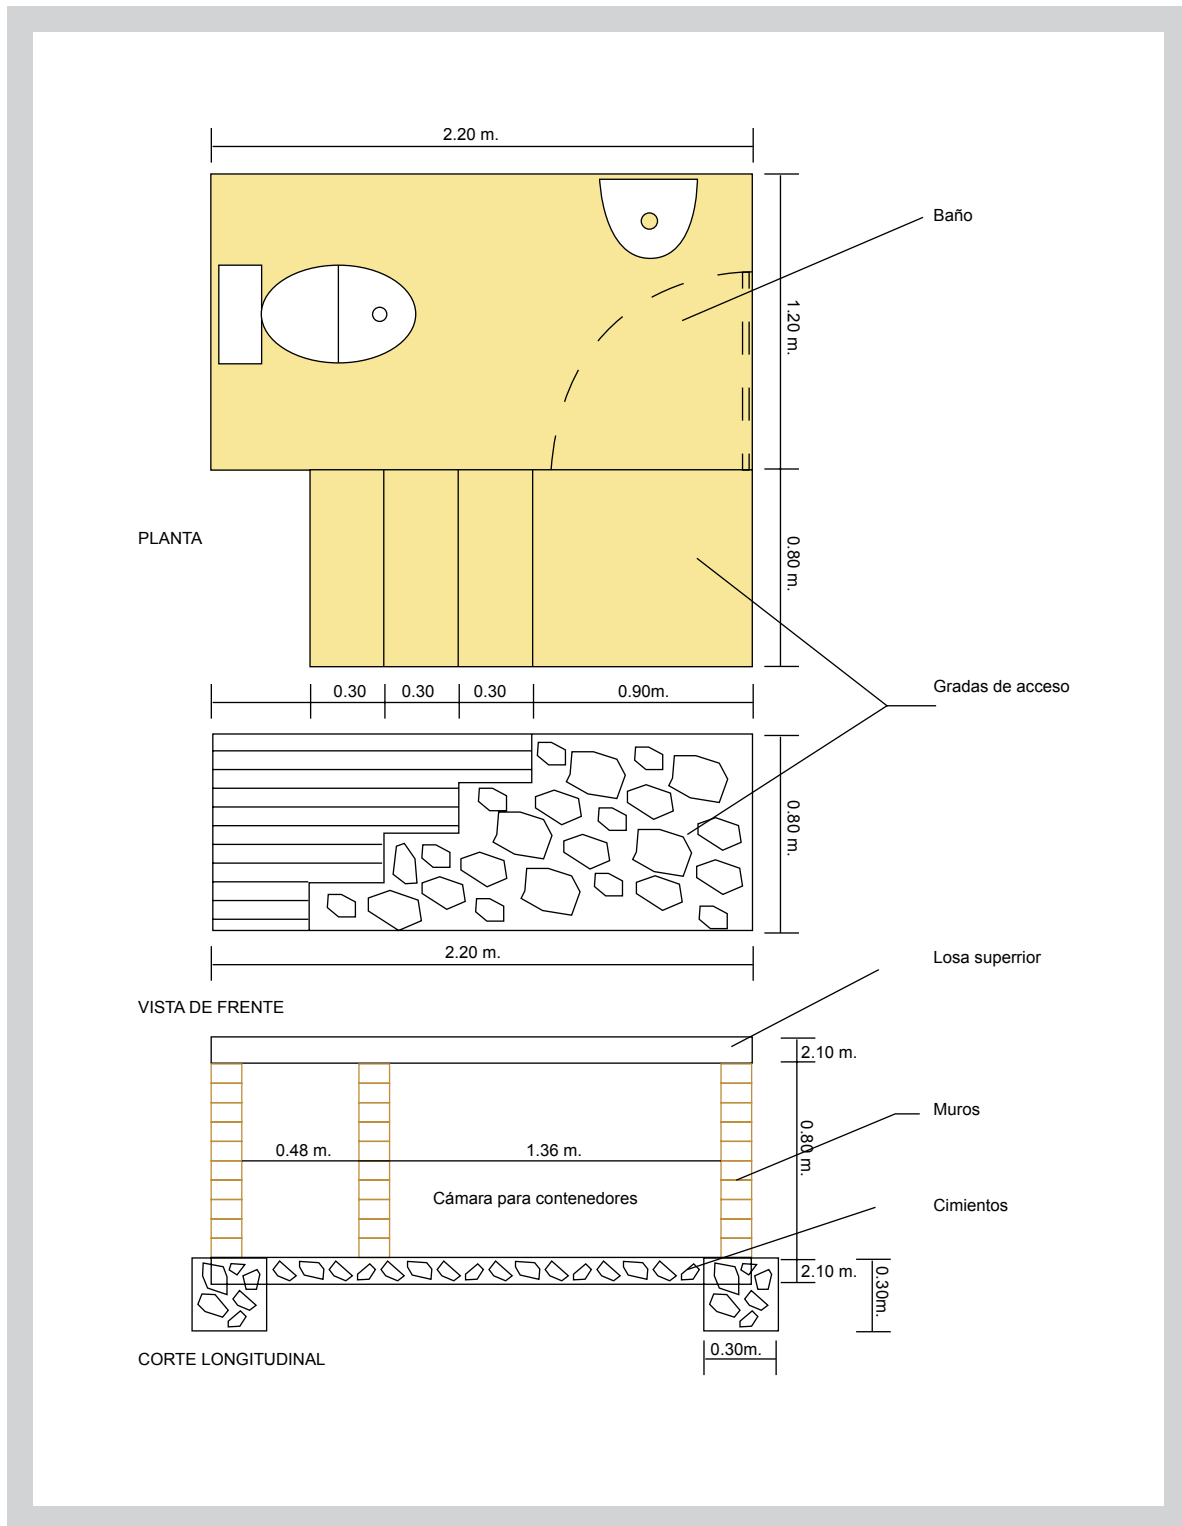 2.20 m.
Baño
1.20 m.
PLANTA
0.80 m.
Gradas de acceso
0.30
0.30
0.30
0.90m.
0.80 m.
2.20 m.
Losa superrior
VISTA DE FRENTE
2.10 m.
Muros
0.80 m.
0.48 m.
1.36 m.
Cámara para contenedores
Cimientos
2.10 m.
0.30m.
0.30m.
CORTE LONGITUDINAL